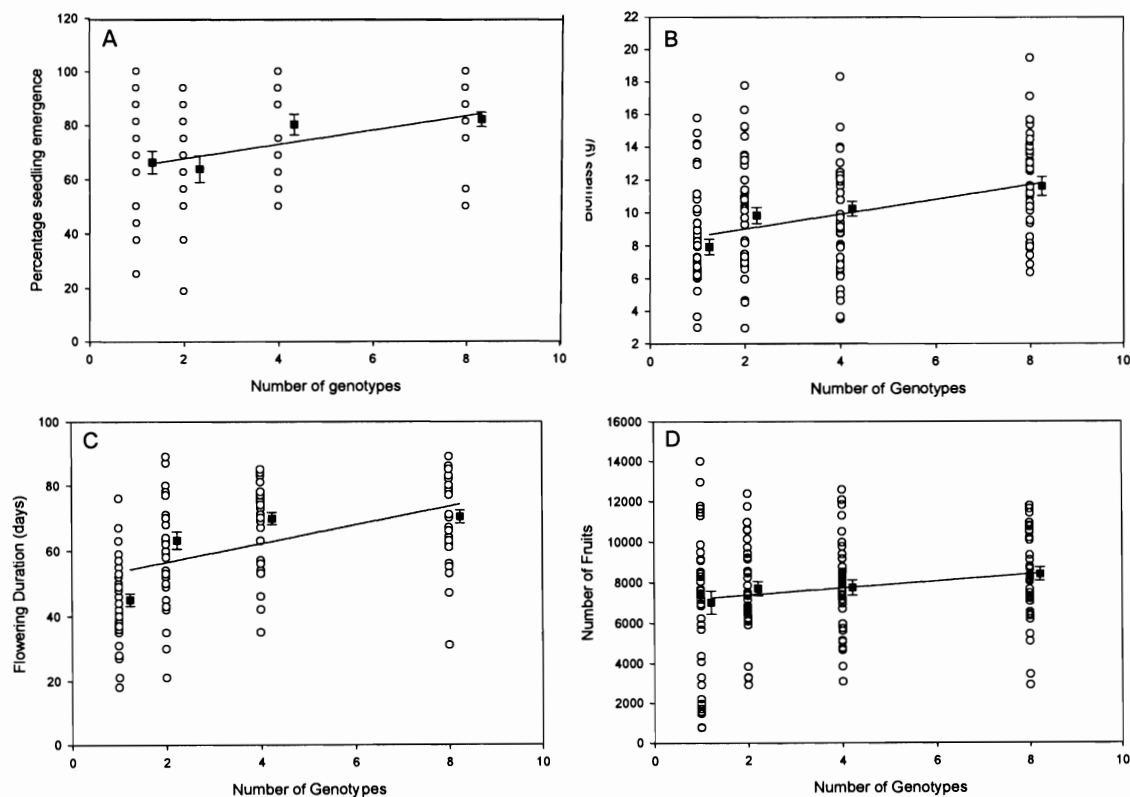 A
Percentage seedling emergence
120
100
80
60
40
20
0
0 2 4 6 8 10
Number of genotypes
B
(g)
22
20
18
16
14
12
10
8
6
4
2
0 2 4 6 8 10
Number of Genotypes
C
Flowering Duration (days)
100
80
60
40
20
0
0 2 4 6 8 10
Number of Genotypes
D
Number of Fruits
16000
14000
12000
10000
8000
6000
4000
2000
0
0 2 4 6 8 10
Number of Genotypes